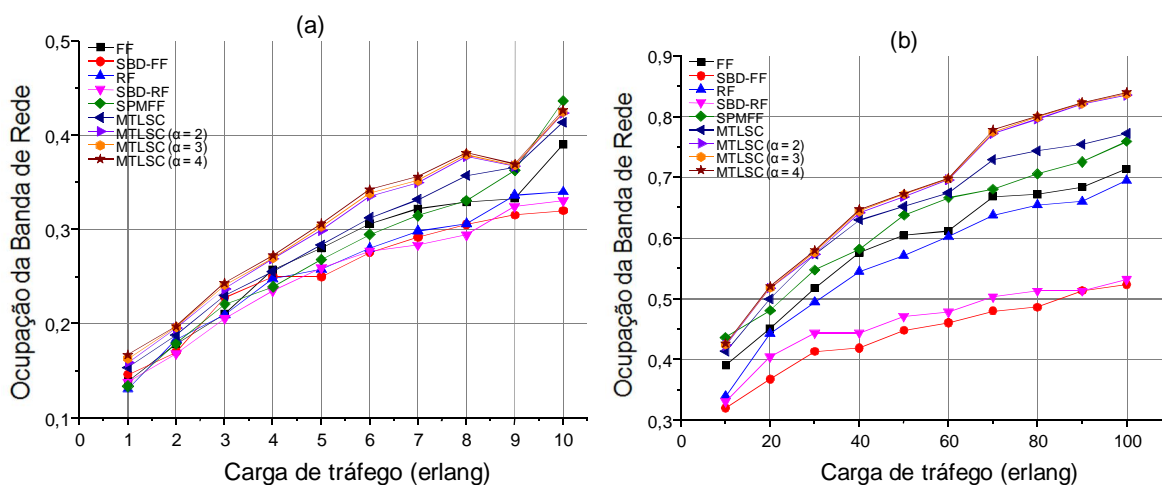 (a)
Ocupação da Banda de Rede
0,5
0,4
0,3
0,2
0,1
FF
SBD-FF
RF
SBD-RF
SPMFF
MTLSC
MTLSC (α = 2)
MTLSC (α = 3)
MTLSC (α = 4)
0 1 2 3 4 5 6 7 8 9 10
Carga de tráfego (erlang)
(b)
Ocupação da Banda de Rede
0,9
0,8
0,7
0,6
0,5
0,4
0,3
FF
SBD-FF
RF
SBD-RF
SPMFF
MTLSC
MTLSC (α = 2)
MTLSC (α = 3)
MTLSC (α = 4)
0 20 40 60 80 100
Carga de tráfego (erlang)